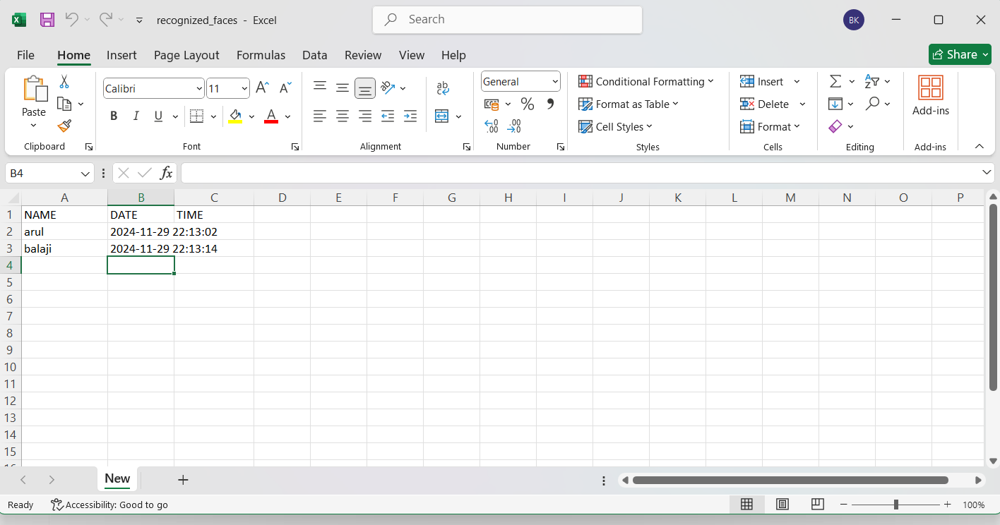 recognized_faces - Excel
Search
BK
File Home Insert Page Layout Formulas Data Review View Help Share
Calibri 11 General Conditional Formatting Insert
Paste Format as Table Delete Add-ins
B I U A Cell Styles Format
Clipboard Font Alignment Number Styles Cells Editing Add-ins
B4 fx
A B C D E F G H I J K L M N O P
1 NAME DATE TIME
2 arul 2024-11-29 22:13:02
3 balaji 2024-11-29 22:13:14
4
5
6
7
8
9
10
11
12
13
14
15
New
Ready Accessibility: Good to go 100%